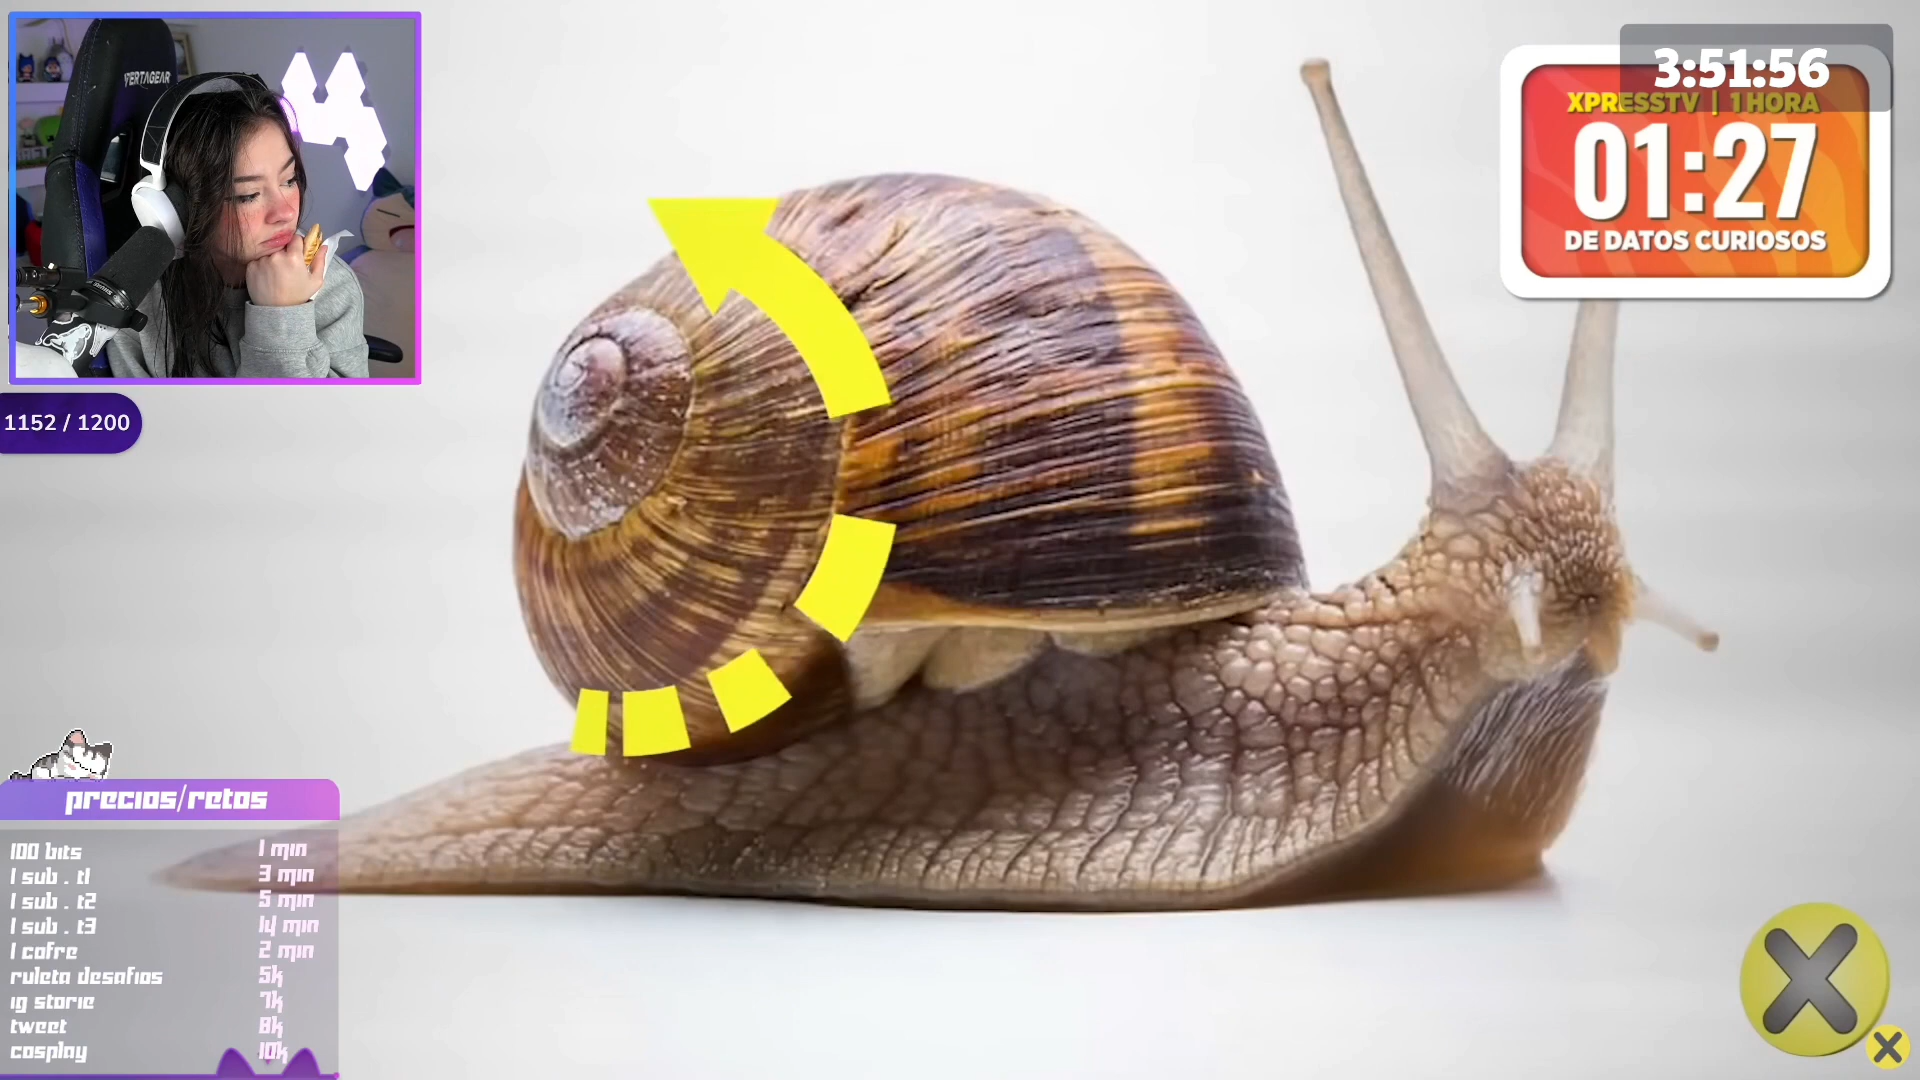 VERTAGEAR
3:51:56
XPRESSTV | 1 HORA
01:27
DE DATOS CURIOSOS
1152 / 1200
precios/retos
100 bits 1 min
1 sub . t1 3 min
1 sub . t2 5 min
1 sub . t3 14 min
1 cofre 2 min
ruleta desafios 5k
ig storie 7k
tweet 8k
cosplay 10k